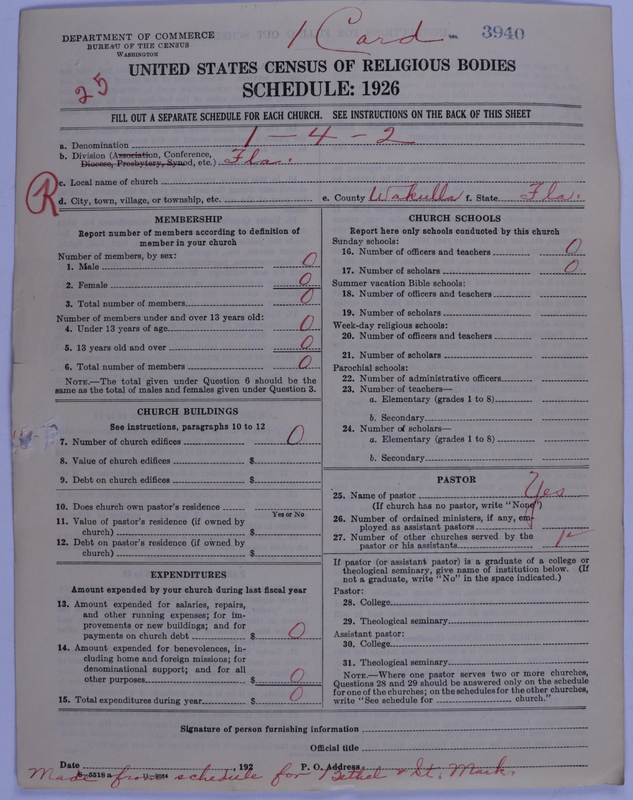 DEPARTMENT OF COMMERCE
BUREAU OF THE CENSUS
WASHINGTON
1 Card
3940
25
UNITED STATES CENSUS OF RELIGIOUS BODIES
SCHEDULE: 1926
FILL OUT A SEPARATE SCHEDULE FOR EACH CHURCH. SEE INSTRUCTIONS ON THE BACK OF THIS SHEET
a. Denomination 1-4-2
b. Division (Association, Conference,
Diocese, Presbytery, Synod, etc.) Fla.
R
c. Local name of church
d. City, town, village, or township, etc. e. County Wakulla f. State Fla.
MEMBERSHIP
Report number of members according to definition of
member in your church
Number of members, by sex:
1. Male 0
2. Female 0
3. Total number of members 0
Number of members under and over 13 years old:
4. Under 13 years of age 0
5. 13 years old and over 0
6. Total number of members 0
NOTE.—The total given under Question 6 should be the
same as the total of males and females given under Question 3.
CHURCH BUILDINGS
See instructions, paragraphs 10 to 12
7. Number of church edifices 0
8. Value of church edifices $
9. Debt on church edifices $
10. Does church own pastor's residence
Yes or No
11. Value of pastor's residence (if owned by
church) $
12. Debt on pastor's residence (if owned by
church) $
EXPENDITURES
Amount expended by your church during last fiscal year
13. Amount expended for salaries, repairs,
and other running expenses; for im-
provements or new buildings; and for
payments on church debt $ 0
14. Amount expended for benevolences, in-
cluding home and foreign missions; for
denominational support; and for all
other purposes $ 0
15. Total expenditures during year $ 0
CHURCH SCHOOLS
Report here only schools conducted by this church
Sunday schools:
16. Number of officers and teachers 0
17. Number of scholars 0
Summer vacation Bible schools:
18. Number of officers and teachers
19. Number of scholars
Week-day religious schools:
20. Number of officers and teachers
21. Number of scholars
Parochial schools:
22. Number of administrative officers
23. Number of teachers—
a. Elementary (grades 1 to 8)
b. Secondary
24. Number of scholars—
a. Elementary (grades 1 to 8)
b. Secondary
PASTOR
25. Name of pastor Yes
(If church has no pastor, write "None")
26. Number of ordained ministers, if any, em-
ployed as assistant pastors
27. Number of other churches served by the
pastor or his assistants
If pastor (or assistant pastor) is a graduate of a college or
theological seminary, give name of institution below. (If
not a graduate, write "No" in the space indicated.)
Pastor:
28. College
29. Theological seminary
Assistant pastor:
30. College
31. Theological seminary
NOTE.—Where one pastor serves two or more churches,
Questions 28 and 29 should be answered only on the schedule
for one of the churches; on the schedules for the other churches,
write "See schedule for church."
Signature of person furnishing information
Official title
Date , 192 P. O. Address
8-5518 a
Made from schedule for Bethel & St. Mark.